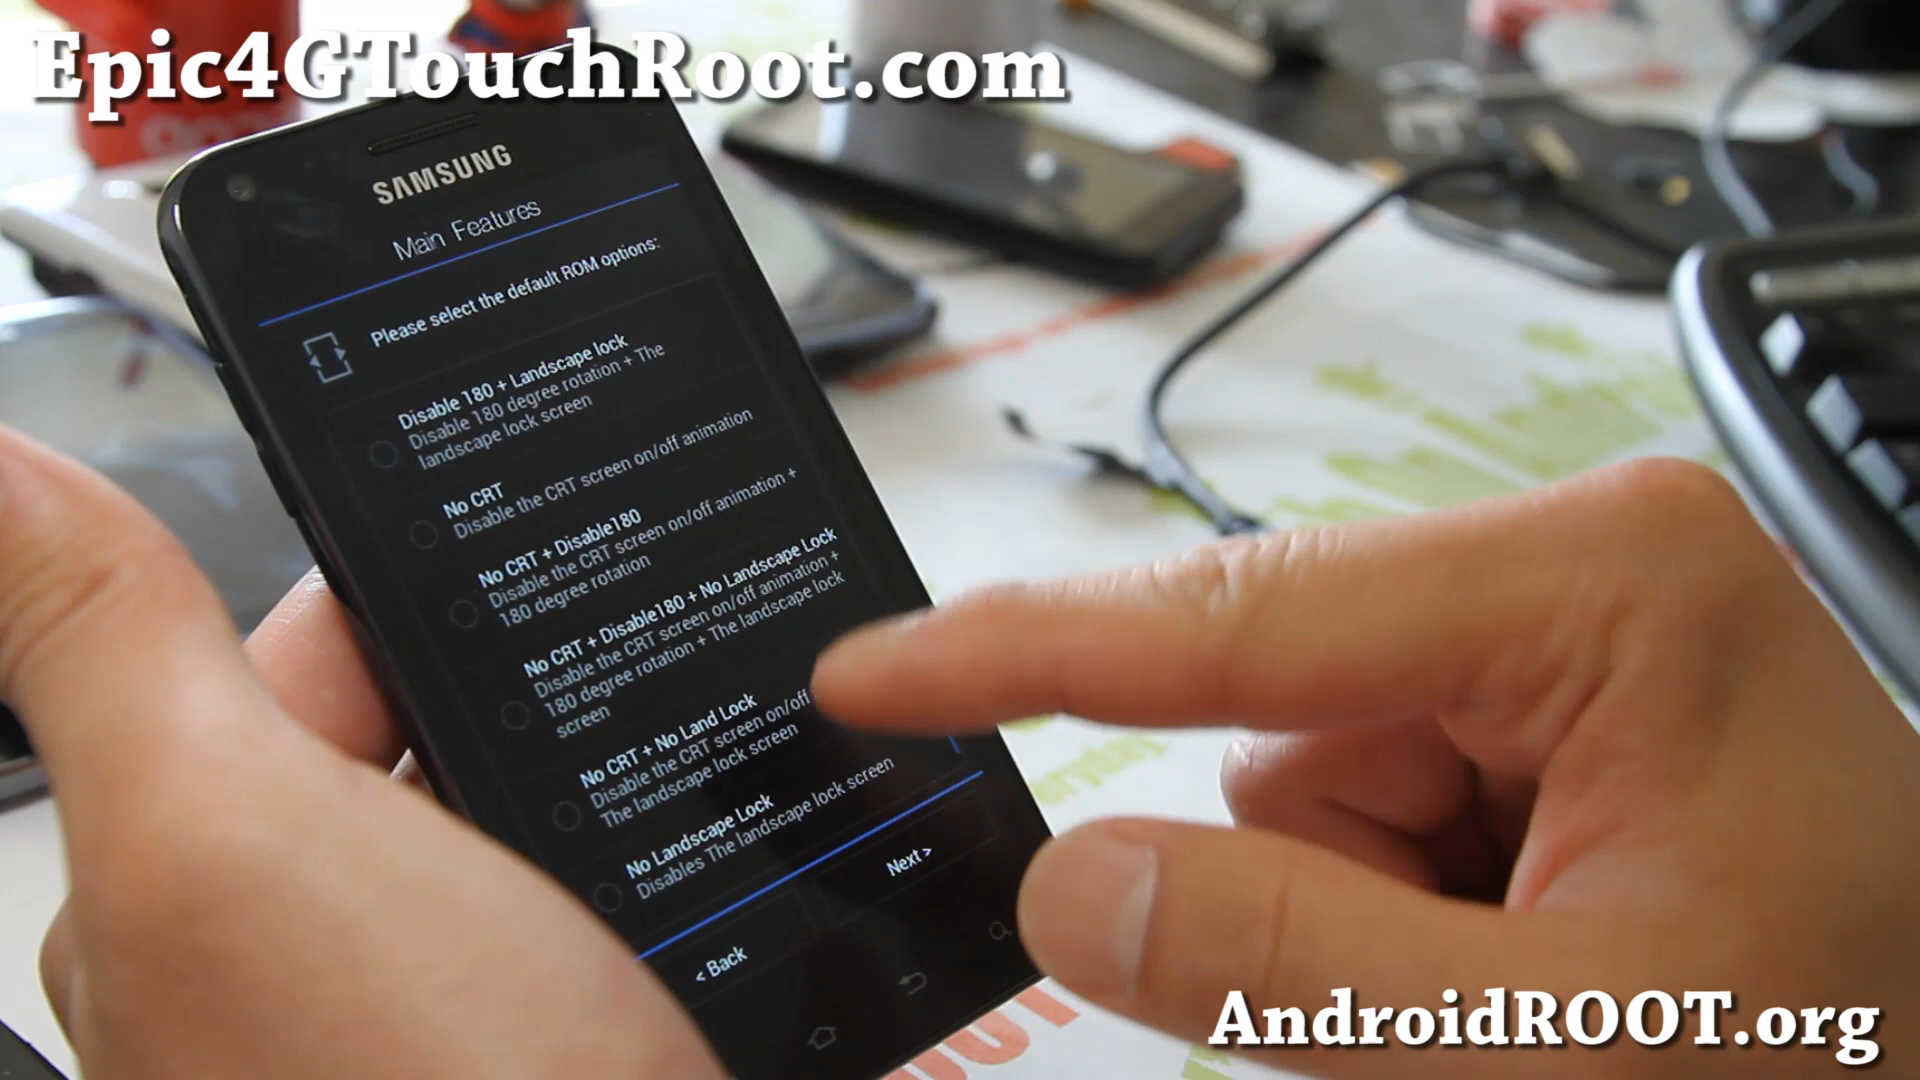 Epic4GTouchRoot.com
SAMSUNG
Main Features
Please select the default ROM options:
Disable 180 + Landscape lock
Disable 180 degree rotation + The
landscape lock screen
No CRT
Disable the CRT screen on/off animation
No CRT + Disable180
Disable the CRT screen on/off animation +
180 degree rotation
No CRT + Disable180 + No Landscape Lock
Disable the CRT screen on/off animation +
180 degree rotation + The landscape lock
screen
No CRT + No Land Lock
Disable the CRT screen on/off
The landscape lock screen
No Landscape Lock
Disables The landscape lock screen
Next >
< Back
AndroidROOT.org